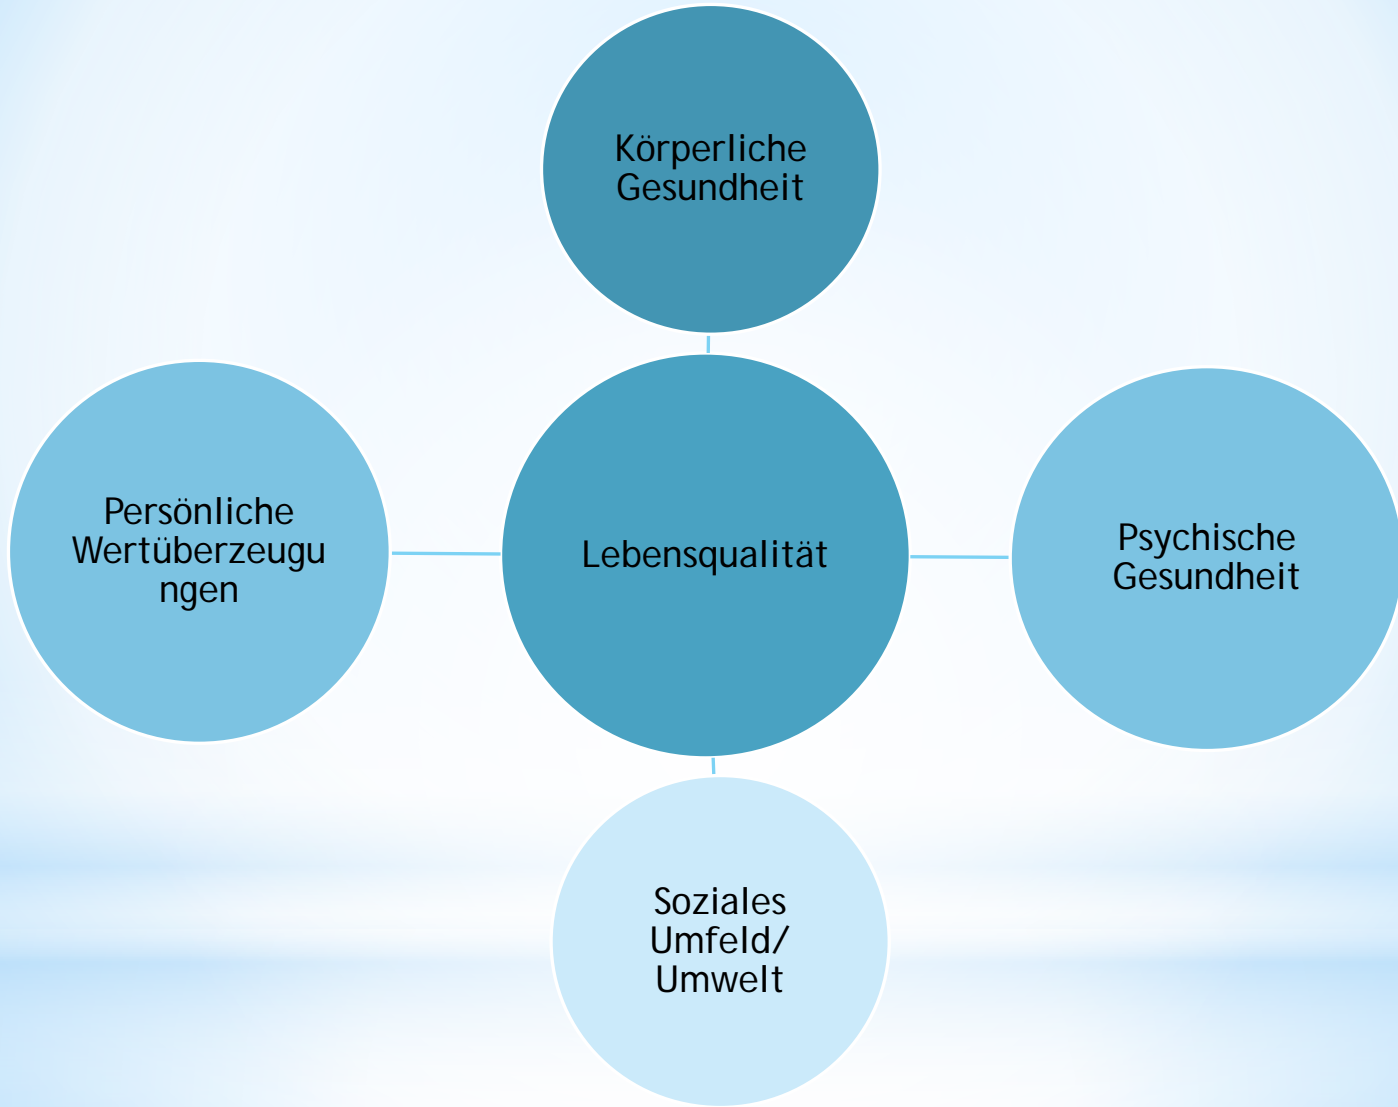 Körperliche
Gesundheit
Persönliche
Wertüberzeugu
ngen
Lebensqualität
Psychische
Gesundheit
Soziales
Umfeld/
Umwelt